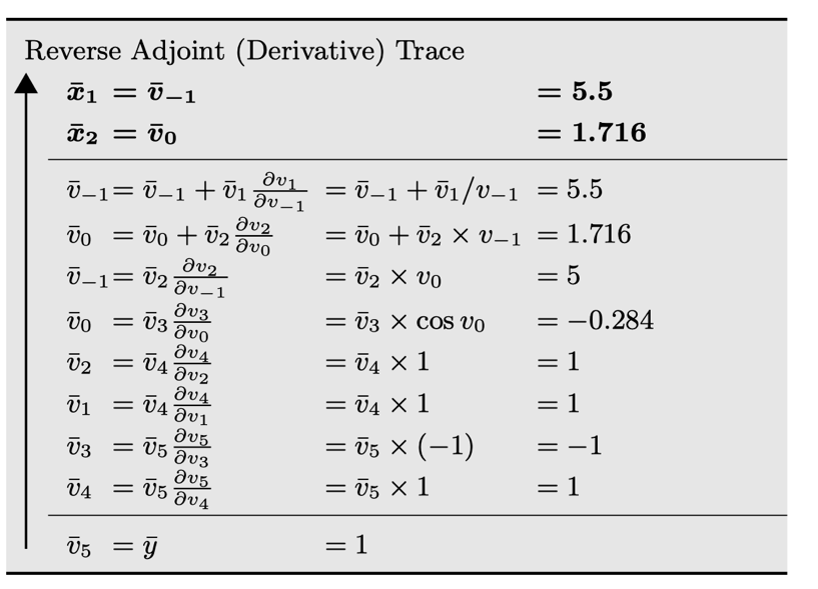 Reverse Adjoint (Derivative) Trace
x̄₁ = v̄₋₁ = 5.5
x̄₂ = v̄₀ = 1.716
v̄₋₁ = v̄₋₁ + v̄₁ ∂v₁/∂v₋₁ = v̄₋₁ + v̄₁/v₋₁ = 5.5
v̄₀ = v̄₀ + v̄₂ ∂v₂/∂v₀ = v̄₀ + v̄₂ × v₋₁ = 1.716
v̄₋₁ = v̄₂ ∂v₂/∂v₋₁ = v̄₂ × v₀ = 5
v̄₀ = v̄₃ ∂v₃/∂v₀ = v̄₃ × cos v₀ = −0.284
v̄₂ = v̄₄ ∂v₄/∂v₂ = v̄₄ × 1 = 1
v̄₁ = v̄₄ ∂v₄/∂v₁ = v̄₄ × 1 = 1
v̄₃ = v̄₅ ∂v₅/∂v₃ = v̄₅ × (−1) = −1
v̄₄ = v̄₅ ∂v₅/∂v₄ = v̄₅ × 1 = 1
v̄₅ = ȳ = 1